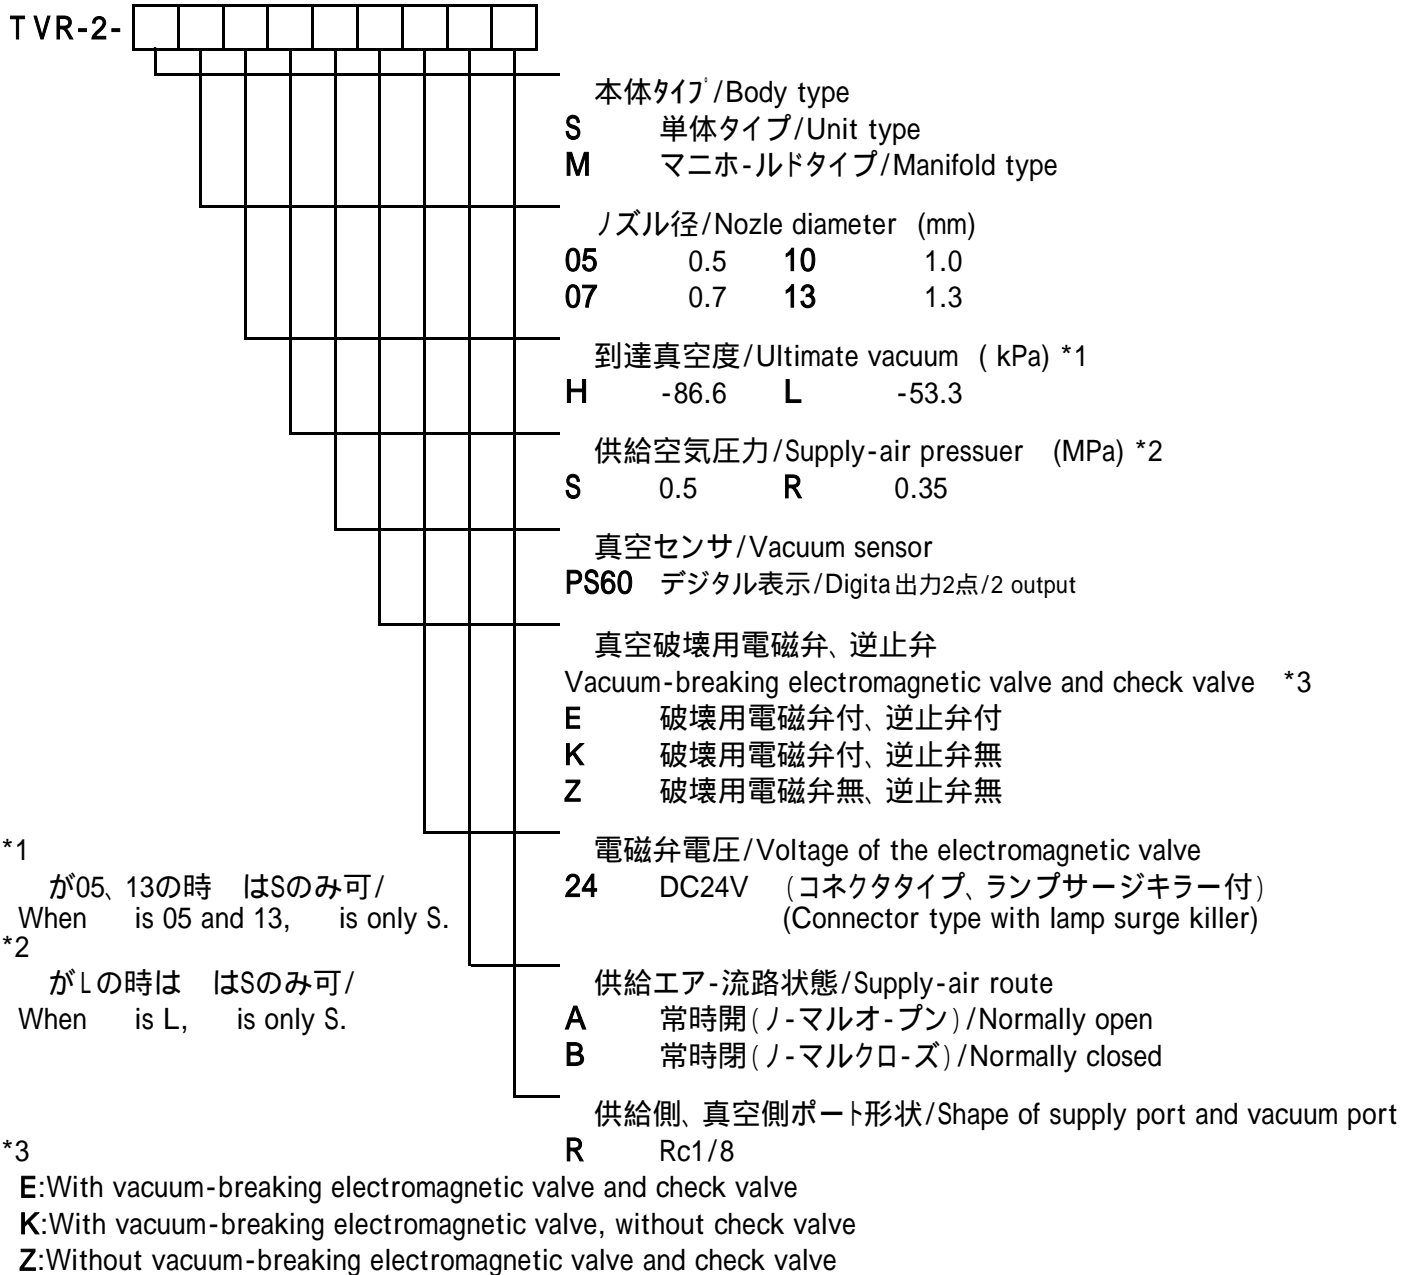 TVR-2-
本体ﾀｲﾌﾟ/Body type
S 単体タイプ/Unit type
M マニホ-ルドタイプ/Manifold type
ノズル径/Nozle diameter (mm)
05 0.5 10 1.0
07 0.7 13 1.3
到達真空度/Ultimate vacuum ( kPa) *1
H -86.6 L -53.3
供給空気圧力/Supply-air pressuer (MPa) *2
S 0.5 R 0.35
真空センサ/Vacuum sensor
PS60 デジタル表示/Digita出力2点/2 output
真空破壊用電磁弁、逆止弁
Vacuum-breaking electromagnetic valve and check valve *3
E 破壊用電磁弁付、逆止弁付
K 破壊用電磁弁付、逆止弁無
Z 破壊用電磁弁無、逆止弁無
電磁弁電圧/Voltage of the electromagnetic valve
24 DC24V (コネクタタイプ、ランプサージキラー付)
(Connector type with lamp surge killer)
供給エア-流路状態/Supply-air route
A 常時開(ノ-マルオ-プン)/Normally open
B 常時閉(ノ-マルクロ-ズ)/Normally closed
供給側、真空側ポート形状/Shape of supply port and vacuum port
R Rc1/8
*1
が05、13の時 はSのみ可/
When is 05 and 13, is only S.
*2
がLの時は はSのみ可/
When is L, is only S.
*3
E:With vacuum-breaking electromagnetic valve and check valve
K:With vacuum-breaking electromagnetic valve, without check valve
Z:Without vacuum-breaking electromagnetic valve and check valve